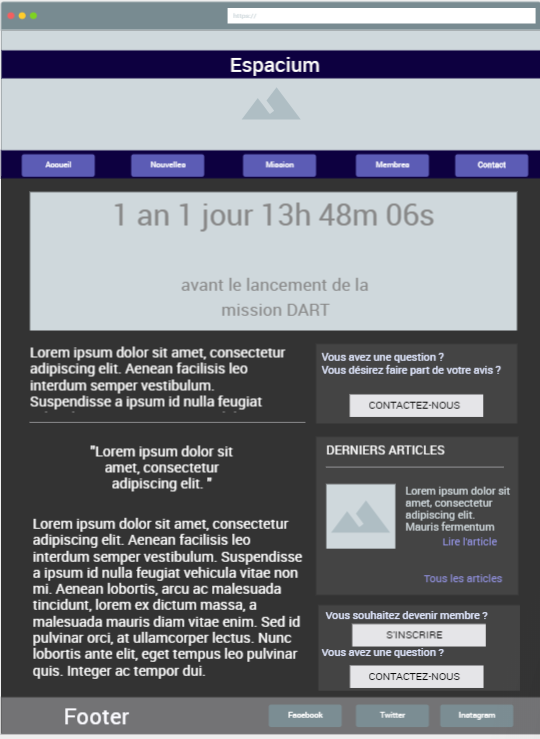 https://
Espacium
Accueil
Nouvelles
Mission
Membres
Contact
1 an 1 jour 13h 48m 06s
avant le lancement de la
mission DART
Lorem ipsum dolor sit amet, consectetur
adipiscing elit. Aenean facilisis leo
interdum semper vestibulum.
Suspendisse a ipsum id nulla feugiat
Vous avez une question ?
Vous désirez faire part de votre avis ?
CONTACTEZ-NOUS
"Lorem ipsum dolor sit
amet, consectetur
adipiscing elit. "
Lorem ipsum dolor sit amet, consectetur
adipiscing elit. Aenean facilisis leo
interdum semper vestibulum. Suspendisse
a ipsum id nulla feugiat vehicula vitae non
mi. Aenean lobortis, arcu ac malesuada
tincidunt, lorem ex dictum massa, a
malesuada mauris diam vitae enim. Sed id
pulvinar orci, at ullamcorper lectus. Nunc
lobortis ante elit, eget tempus leo pulvinar
quis. Integer ac tempor dui.
DERNIERS ARTICLES
Lorem ipsum dolor sit
amet, consectetur
adipiscing elit.
Mauris fermentum
Lire l'article
Tous les articles
Vous souhaitez devenir membre ?
S'INSCRIRE
Vous avez une question ?
CONTACTEZ-NOUS
Footer
Facebook
Twitter
Instagram